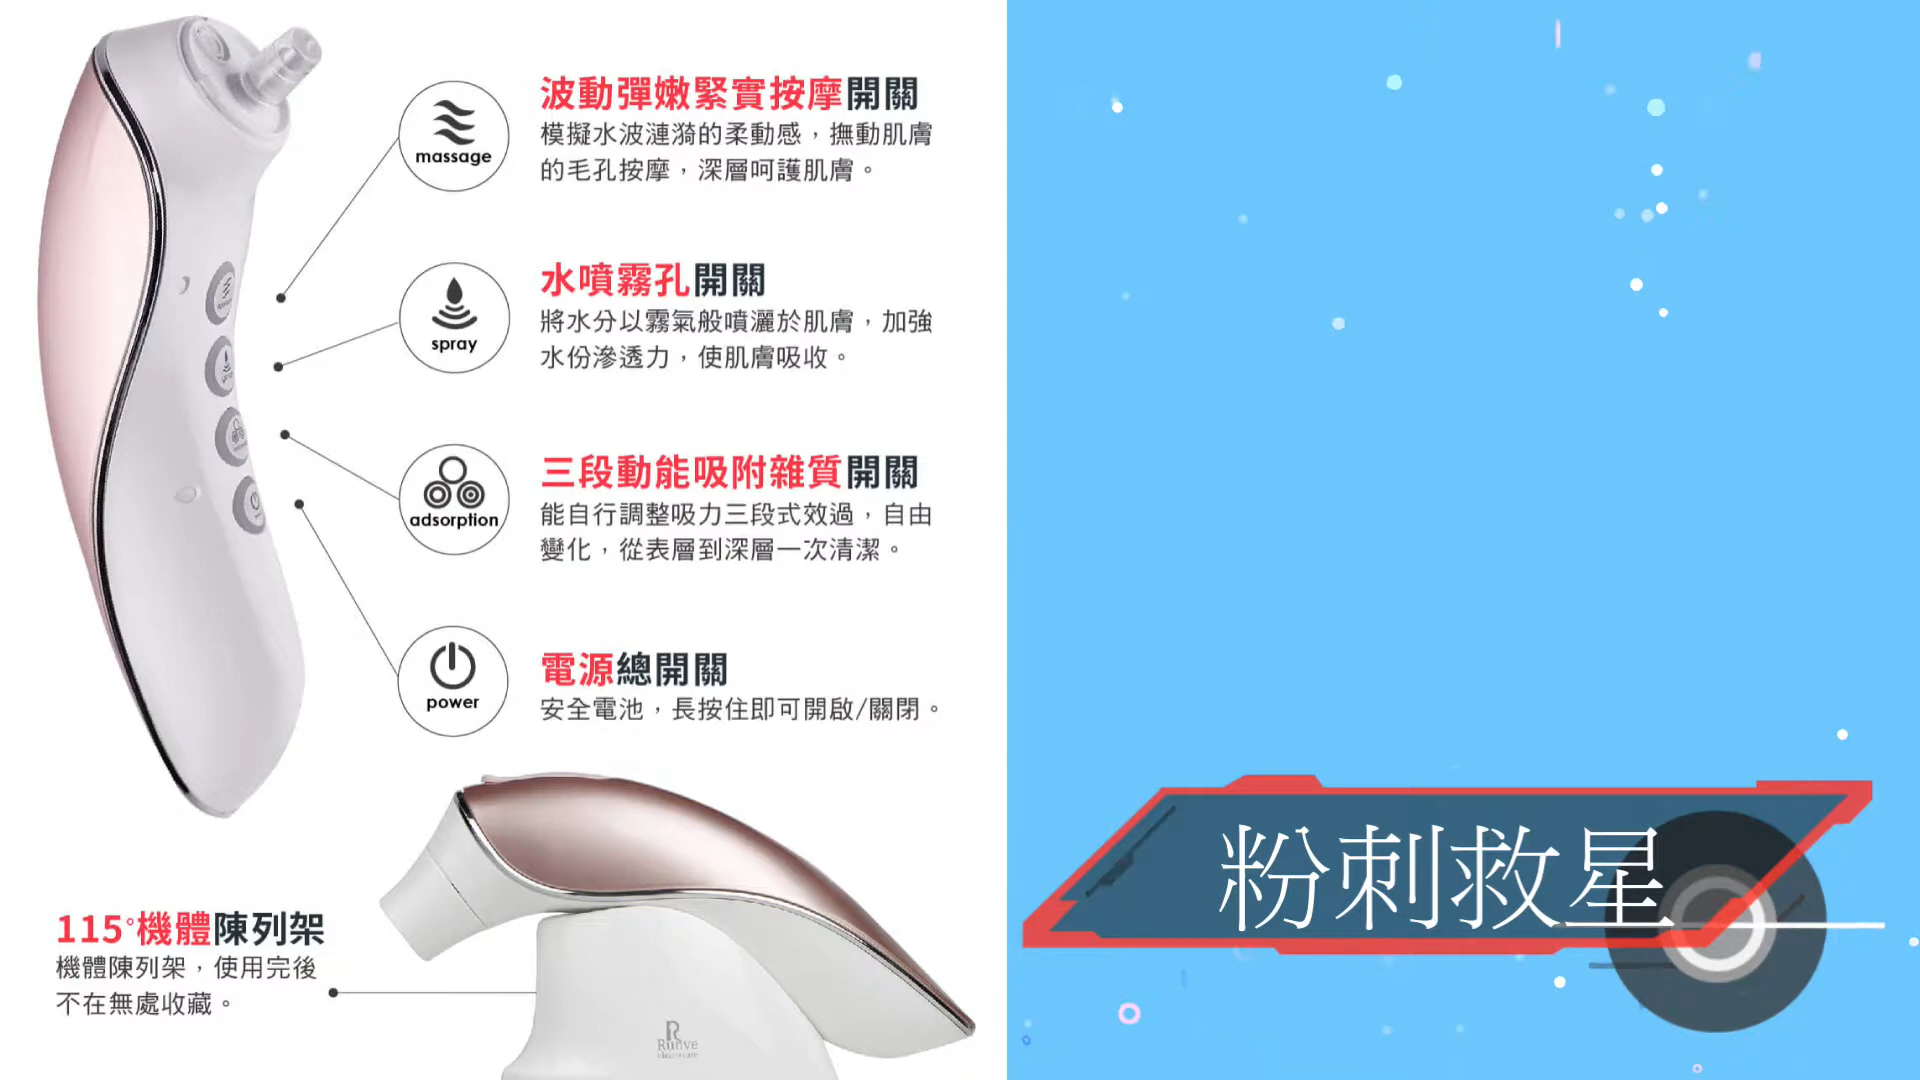 massage
波動彈嫩緊實按摩開關
模擬水波漣漪的柔動感，撫動肌膚
的毛孔按摩，深層呵護肌膚。
spray
水噴霧孔開關
將水分以霧氣般噴灑於肌膚，加強
水份滲透力，使肌膚吸收。
adsorption
三段動能吸附雜質開關
能自行調整吸力三段式效過，自由
變化，從表層到深層一次清潔。
power
電源總開關
安全電池，長按住即可開啟/關閉。
115°機體陳列架
機體陳列架，使用完後
不在無處收藏。
Runve
粉刺救星